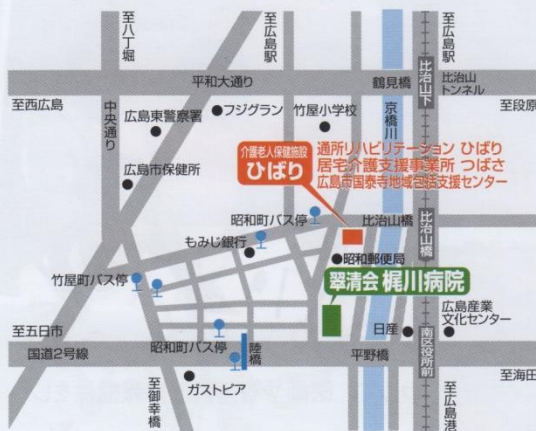 至八丁堀
至広島駅
至広島駅
平和大通り
鶴見橋
比治山下
比治山
トンネル
至西広島
至段原
中央通り
広島東警察署
フジグラン
竹屋小学校
京橋川
広島市保健所
介護老人保健施設
ひばり
通所リハビリテーション ひばり
居宅介護支援事業所 つばさ
広島市国泰寺地域包括支援センター
昭和町バス停
比治山橋
比治山橋
もみじ銀行
昭和郵便局
竹屋町バス停
翠清会 梶川病院
広島産業
文化センター
日産
至五日市
国道2号線
昭和町バス停
陸橋
平野橋
南区役所前
至海田
至御幸橋
ガストピア
至広島港